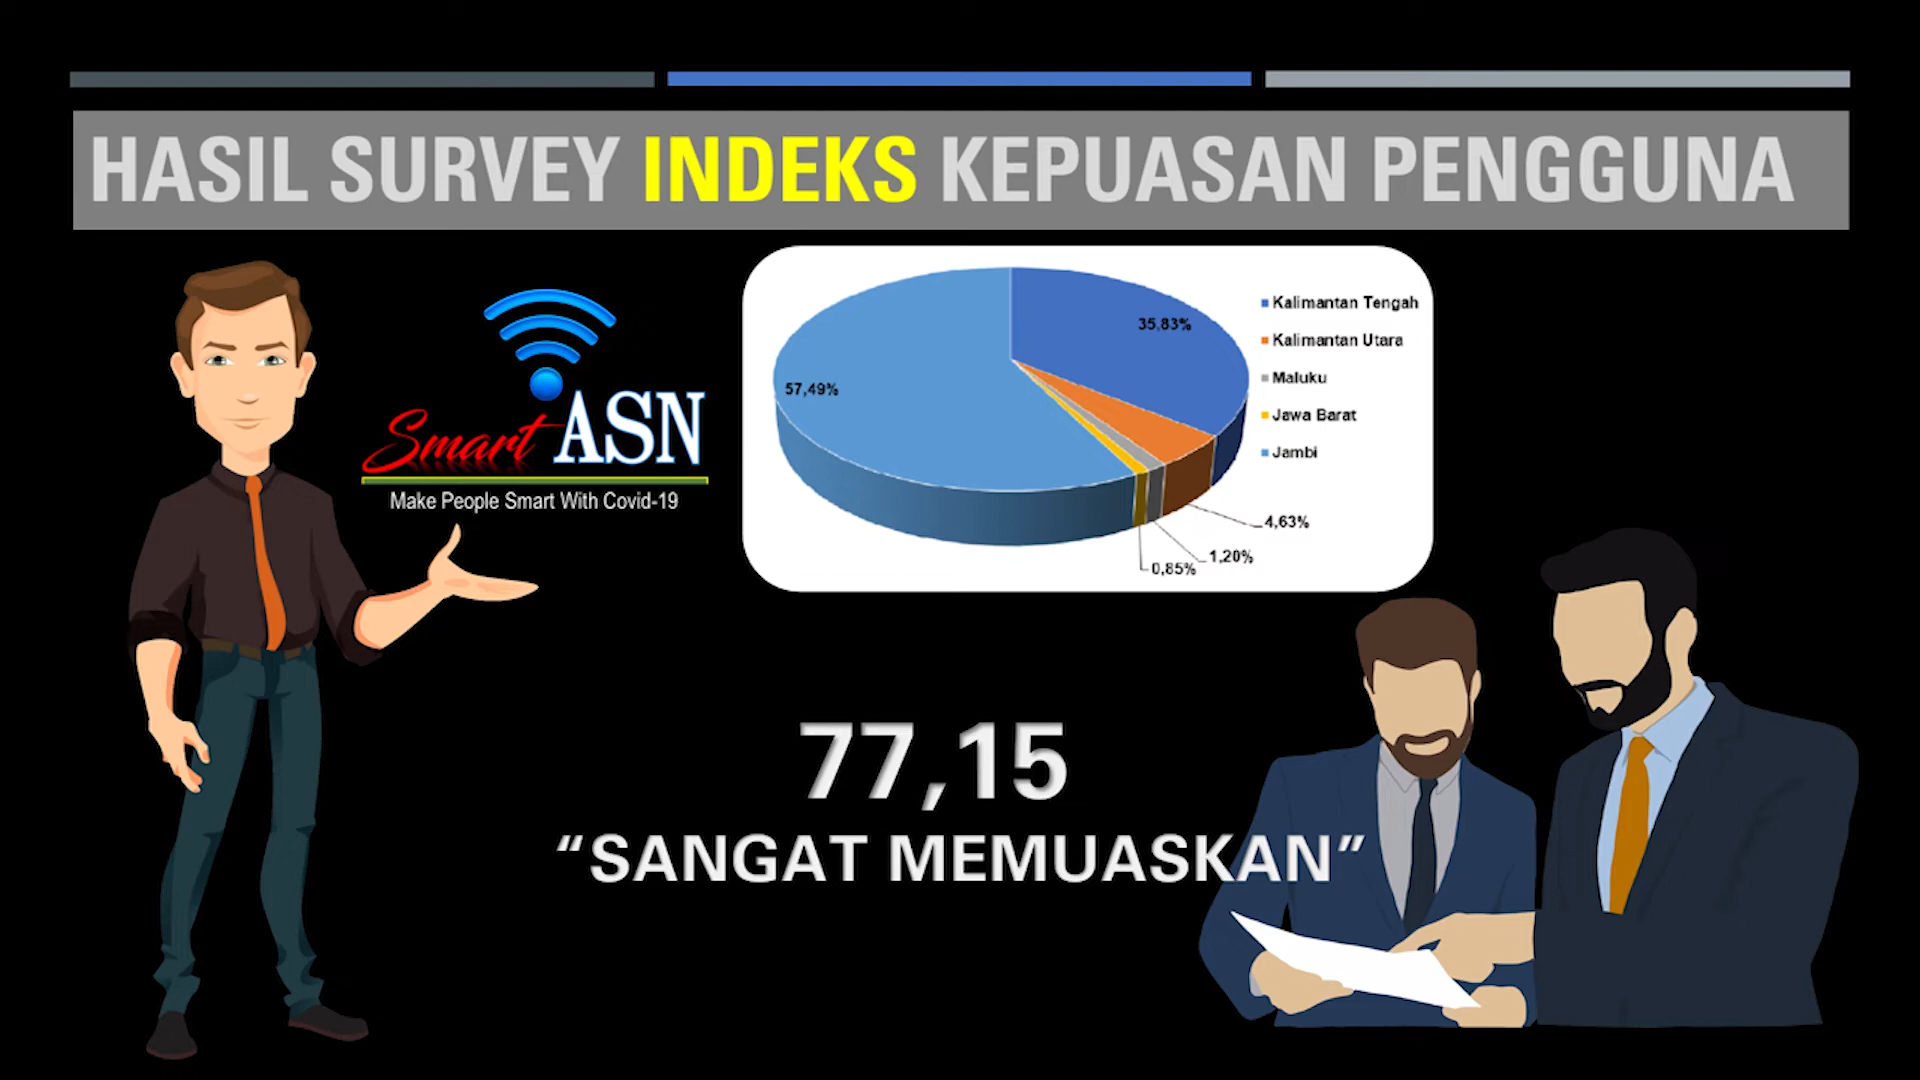 HASIL SURVEY INDEKS KEPUASAN PENGGUNA
Smart ASN
Make People Smart With Covid-19
35,83%
57,49%
4,63%
1,20%
0,85%
Kalimantan Tengah
Kalimantan Utara
Maluku
Jawa Barat
Jambi
77,15
“SANGAT MEMUASKAN”